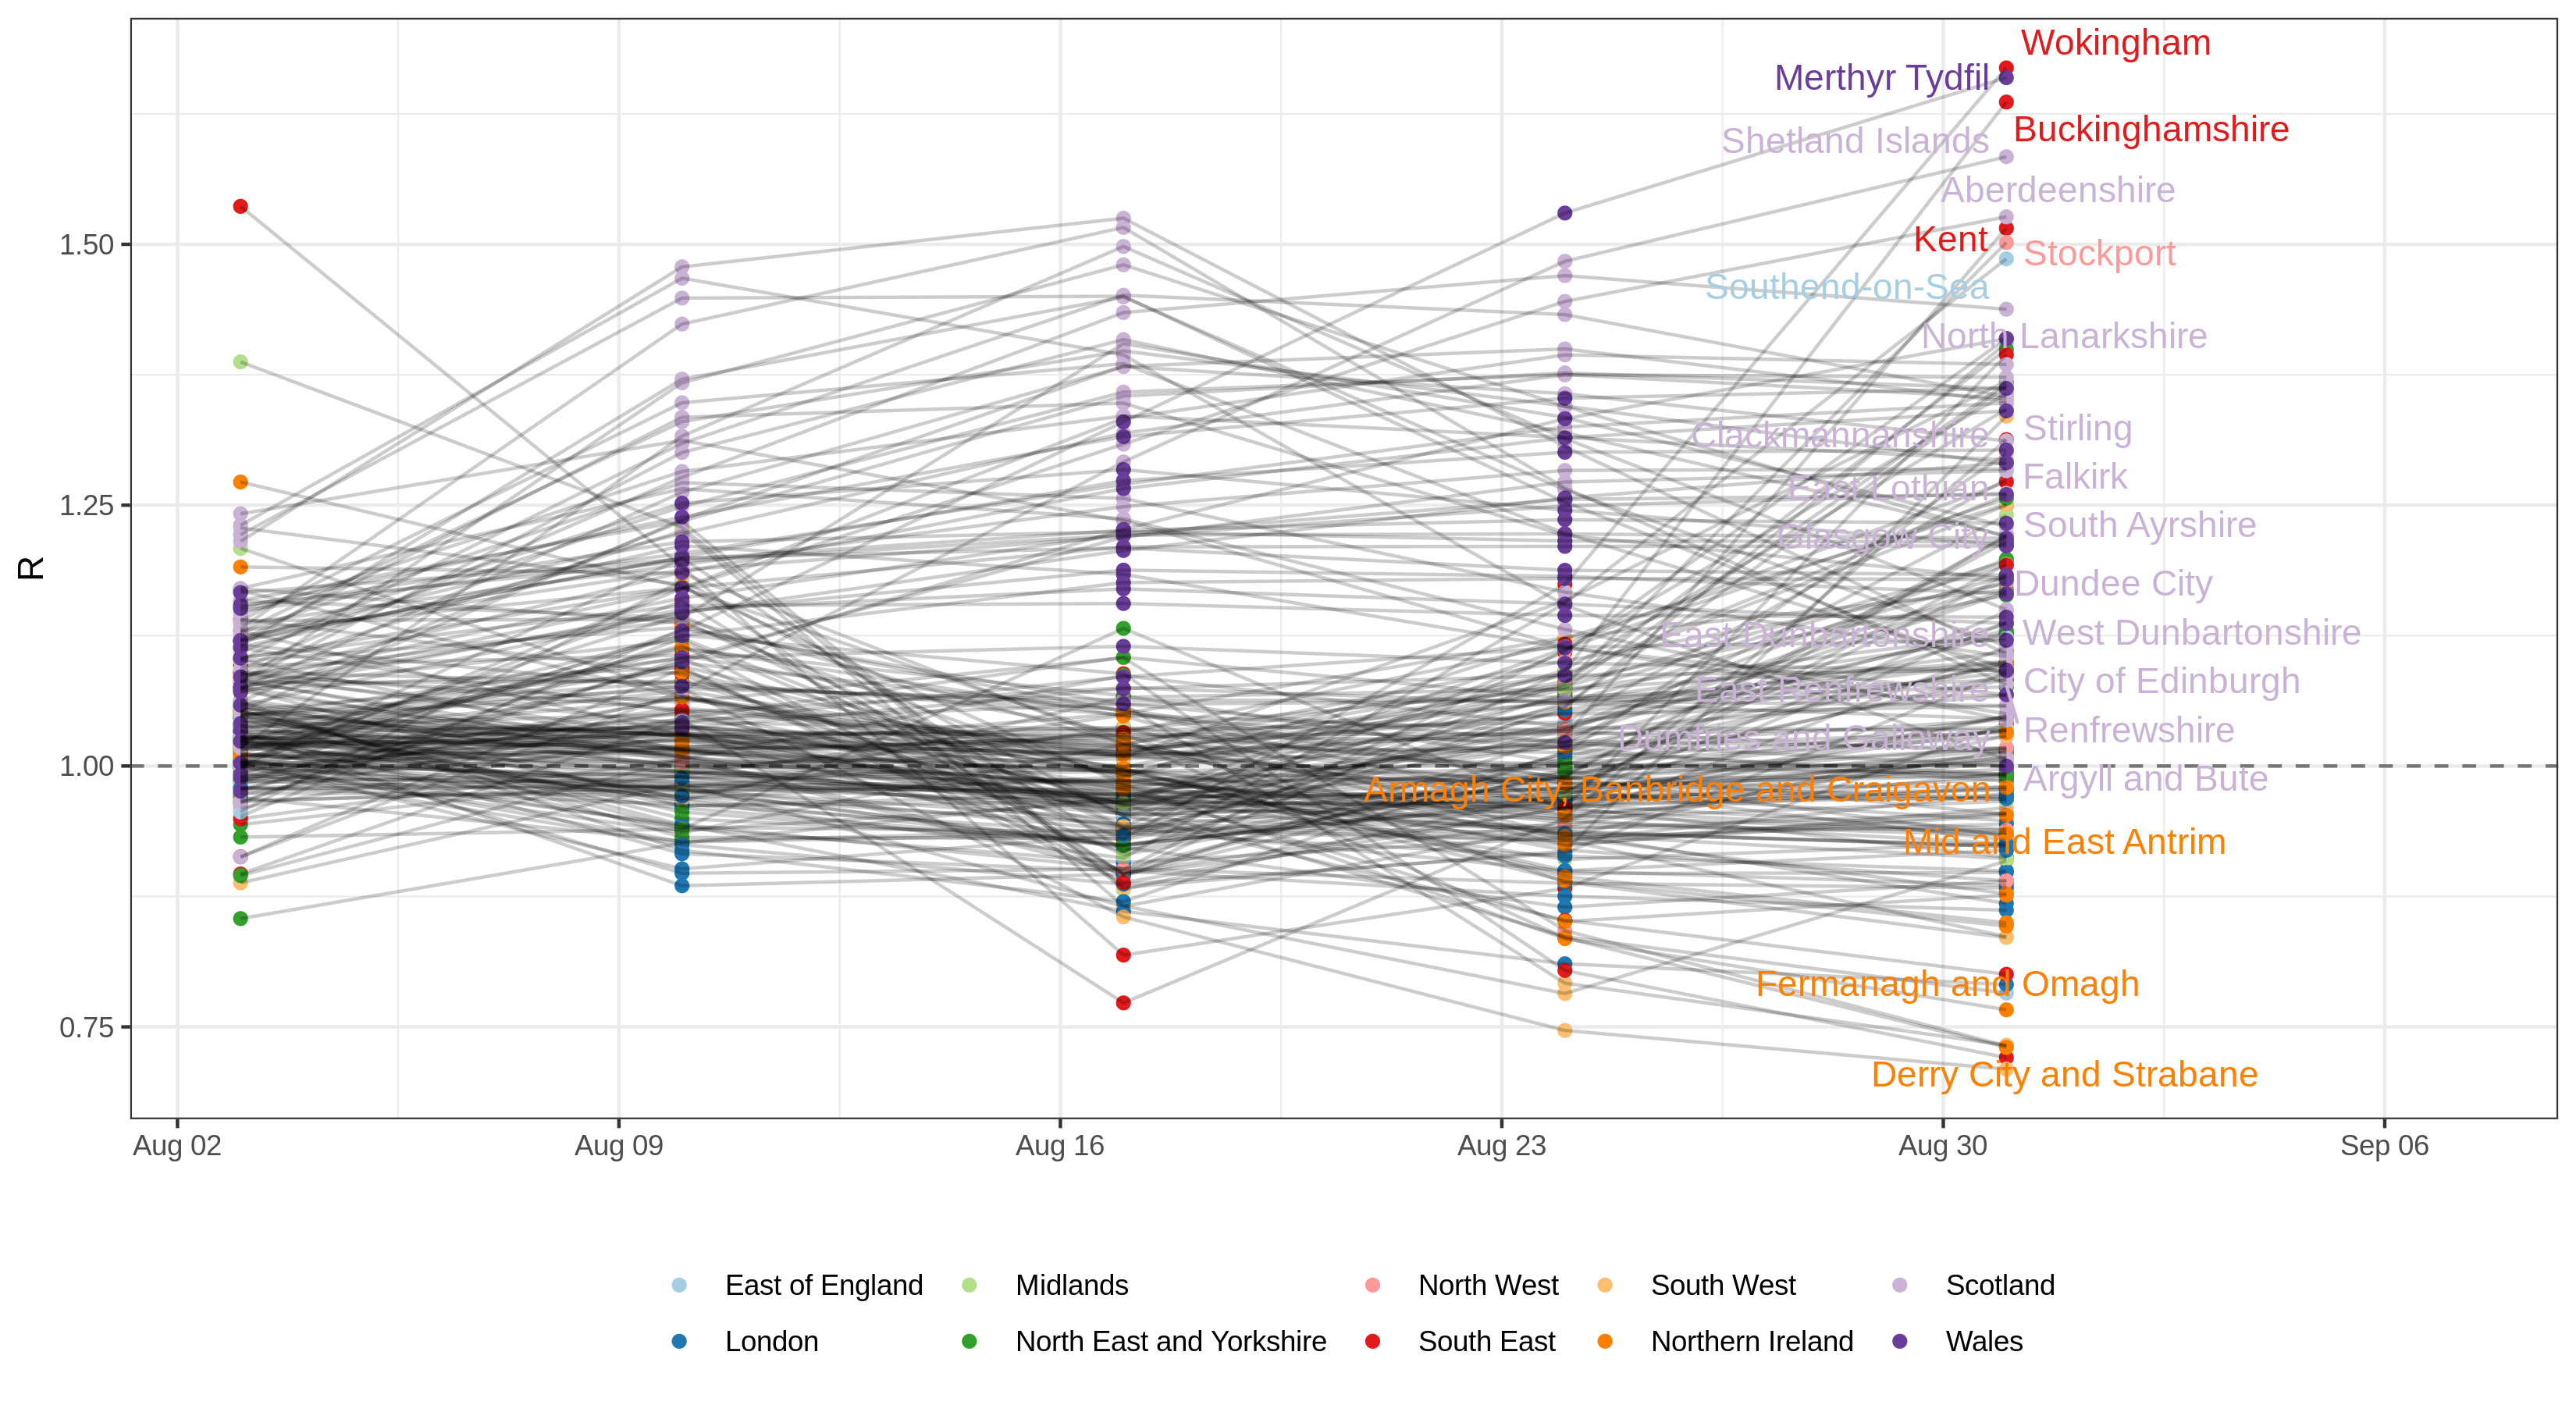 Wokingham
Merthyr Tydfil
Buckinghamshire
Shetland Islands
Aberdeenshire
Kent
Stockport
Southend-on-Sea
North Lanarkshire
Stirling
Clackmannanshire
Falkirk
East Lothian
South Ayrshire
Glasgow City
Dundee City
East Dunbartonshire
West Dunbartonshire
City of Edinburgh
East Renfrewshire
Renfrewshire
Dumfries and Galloway
Argyll and Bute
Armagh City, Banbridge and Craigavon
Mid and East Antrim
Fermanagh and Omagh
Derry City and Strabane
R
1.50
1.25
1.00
0.75
Aug 02
Aug 09
Aug 16
Aug 23
Aug 30
Sep 06
East of England
Midlands
North West
South West
Scotland
London
North East and Yorkshire
South East
Northern Ireland
Wales